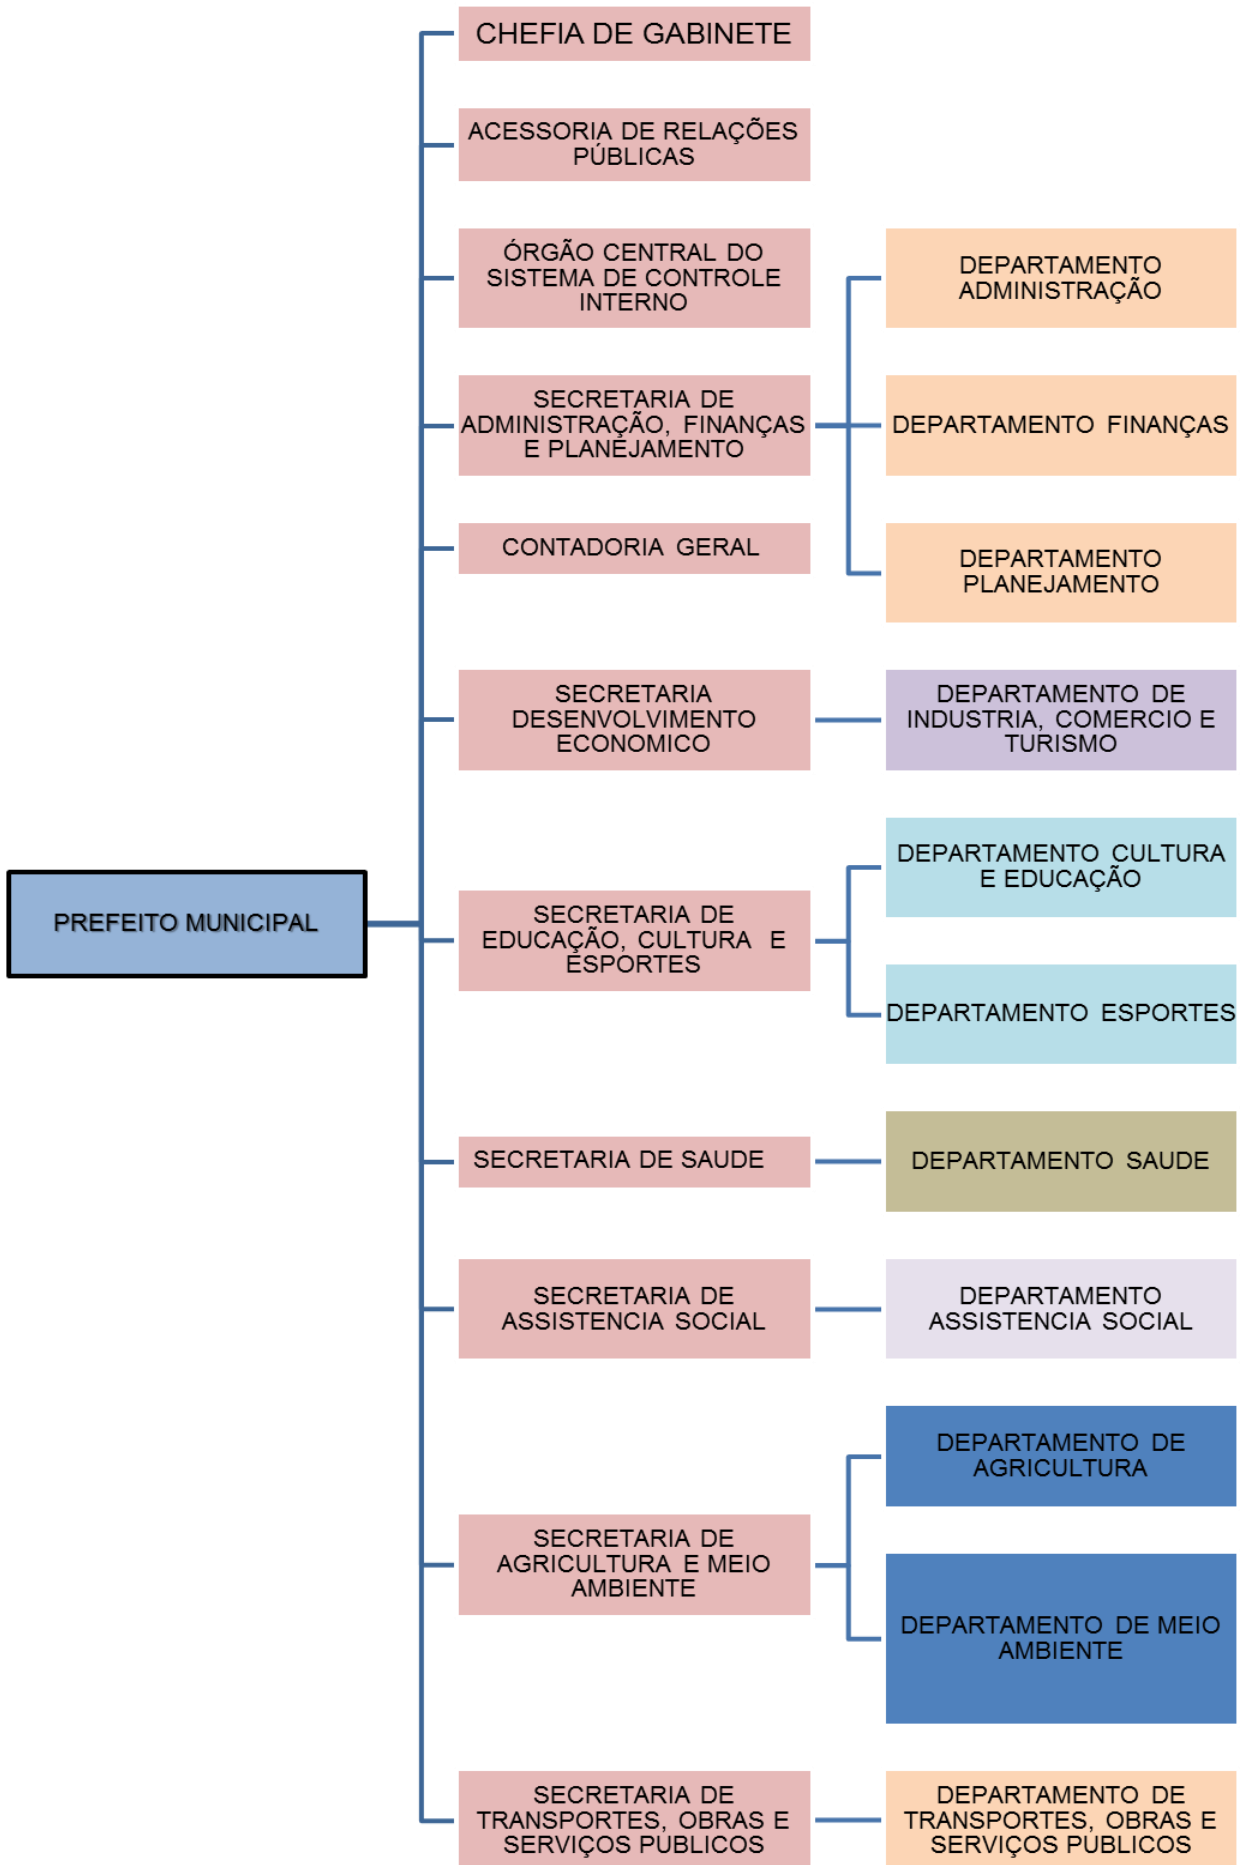 CHEFIA DE GABINETE
ACESSORIA DE RELAÇÕES
PÚBLICAS
ÓRGÃO CENTRAL DO
SISTEMA DE CONTROLE
INTERNO
DEPARTAMENTO
ADMINISTRAÇÃO
SECRETARIA DE
ADMINISTRAÇÃO, FINANÇAS
E PLANEJAMENTO
DEPARTAMENTO FINANÇAS
CONTADORIA GERAL
DEPARTAMENTO
PLANEJAMENTO
SECRETARIA
DESENVOLVIMENTO
ECONOMICO
DEPARTAMENTO DE
INDUSTRIA, COMERCIO E
TURISMO
PREFEITO MUNICIPAL
SECRETARIA DE
EDUCAÇÃO, CULTURA E
ESPORTES
DEPARTAMENTO CULTURA
E EDUCAÇÃO
DEPARTAMENTO ESPORTES
SECRETARIA DE SAUDE
DEPARTAMENTO SAUDE
SECRETARIA DE
ASSISTENCIA SOCIAL
DEPARTAMENTO
ASSISTENCIA SOCIAL
SECRETARIA DE
AGRICULTURA E MEIO
AMBIENTE
DEPARTAMENTO DE
AGRICULTURA
DEPARTAMENTO DE MEIO
AMBIENTE
SECRETARIA DE
TRANSPORTES, OBRAS E
SERVIÇOS PUBLICOS
DEPARTAMENTO DE
TRANSPORTES, OBRAS E
SERVIÇOS PUBLICOS